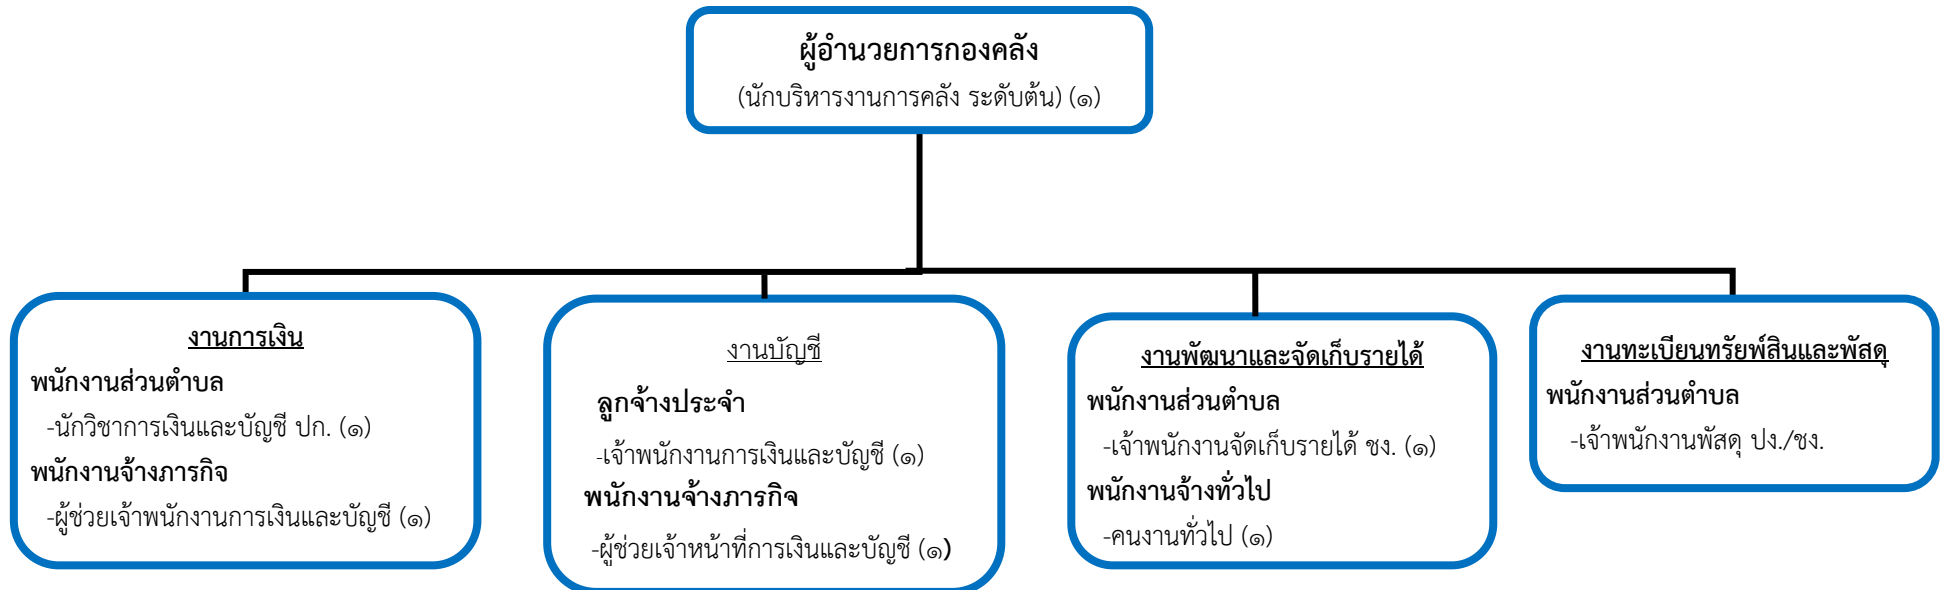 ผู้อำนวยการกองคลัง
(นักบริหารงานการคลัง ระดับต้น) (๑)
งานการเงิน
พนักงานส่วนตำบล
-นักวิชาการเงินและบัญชี ปก. (๑)
พนักงานจ้างภารกิจ
-ผู้ช่วยเจ้าพนักงานการเงินและบัญชี (๑)
งานบัญชี
ลูกจ้างประจำ
-เจ้าพนักงานการเงินและบัญชี (๑)
พนักงานจ้างภารกิจ
-ผู้ช่วยเจ้าหน้าที่การเงินและบัญชี (๑)
งานพัฒนาและจัดเก็บรายได้
พนักงานส่วนตำบล
-เจ้าพนักงานจัดเก็บรายได้ ชง. (๑)
พนักงานจ้างทั่วไป
-คนงานทั่วไป (๑)
งานทะเบียนทรัพย์สินและพัสดุ
พนักงานส่วนตำบล
-เจ้าพนักงานพัสดุ ปง./ชง.